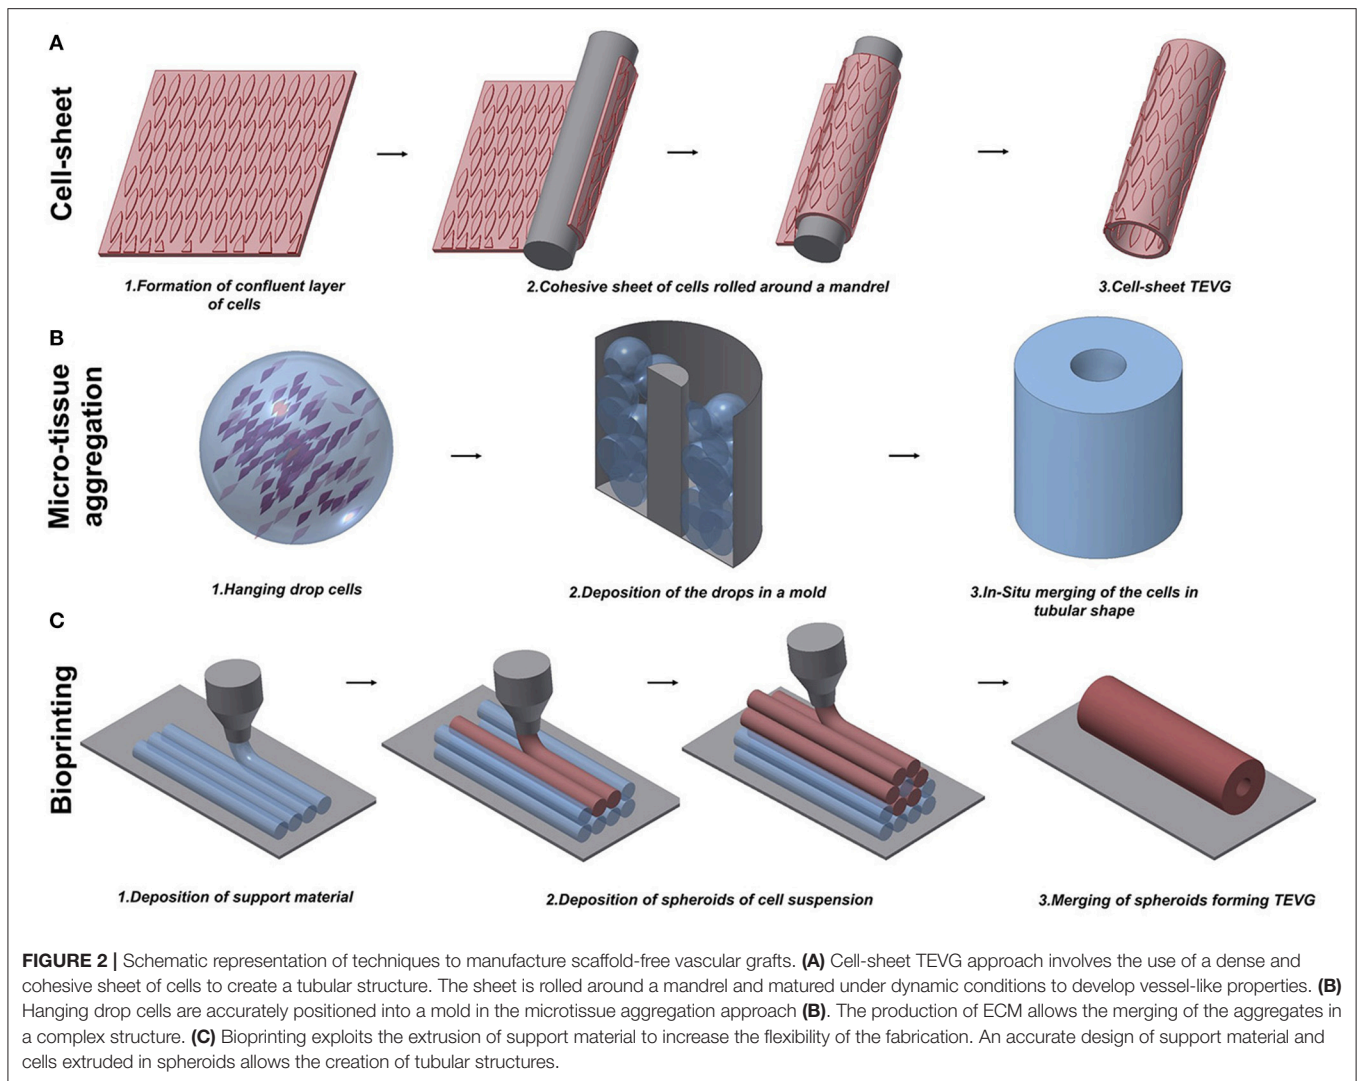 A
Cell-sheet
1.Formation of confluent layer
of cells
2.Cohesive sheet of cells rolled around a mandrel
3.Cell-sheet TEVG
B
Micro-tissue
aggregation
1.Hanging drop cells
2.Deposition of the drops in a mold
3.In-Situ merging of the cells in
tubular shape
C
Bioprinting
1.Deposition of support material
2.Deposition of spheroids of cell suspension
3.Merging of spheroids forming TEVG
FIGURE 2 | Schematic representation of techniques to manufacture scaffold-free vascular grafts. (A) Cell-sheet TEVG approach involves the use of a dense and
cohesive sheet of cells to create a tubular structure. The sheet is rolled around a mandrel and matured under dynamic conditions to develop vessel-like properties. (B)
Hanging drop cells are accurately positioned into a mold in the microtissue aggregation approach (B). The production of ECM allows the merging of the aggregates in
a complex structure. (C) Bioprinting exploits the extrusion of support material to increase the flexibility of the fabrication. An accurate design of support material and
cells extruded in spheroids allows the creation of tubular structures.